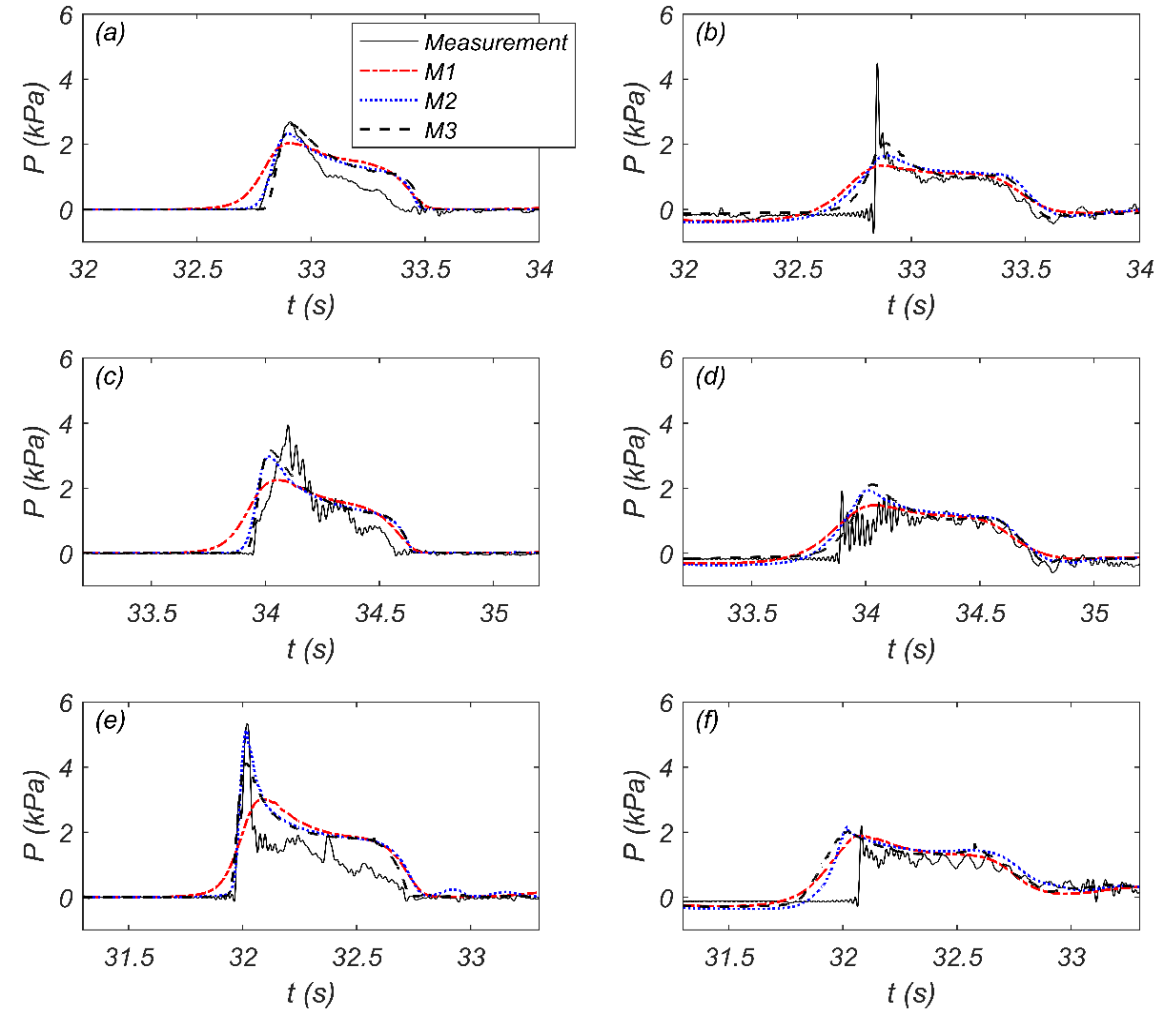 (a)
Measurement
M1
M2
M3
P (kPa)
6
4
2
0
32 32.5 33 33.5 34
t (s)
(b)
P (kPa)
6
4
2
0
32 32.5 33 33.5 34
t (s)
(c)
P (kPa)
6
4
2
0
33.5 34 34.5 35
t (s)
(d)
P (kPa)
6
4
2
0
33.5 34 34.5 35
t (s)
(e)
P (kPa)
6
4
2
0
31.5 32 32.5 33
t (s)
(f)
P (kPa)
6
4
2
0
31.5 32 32.5 33
t (s)